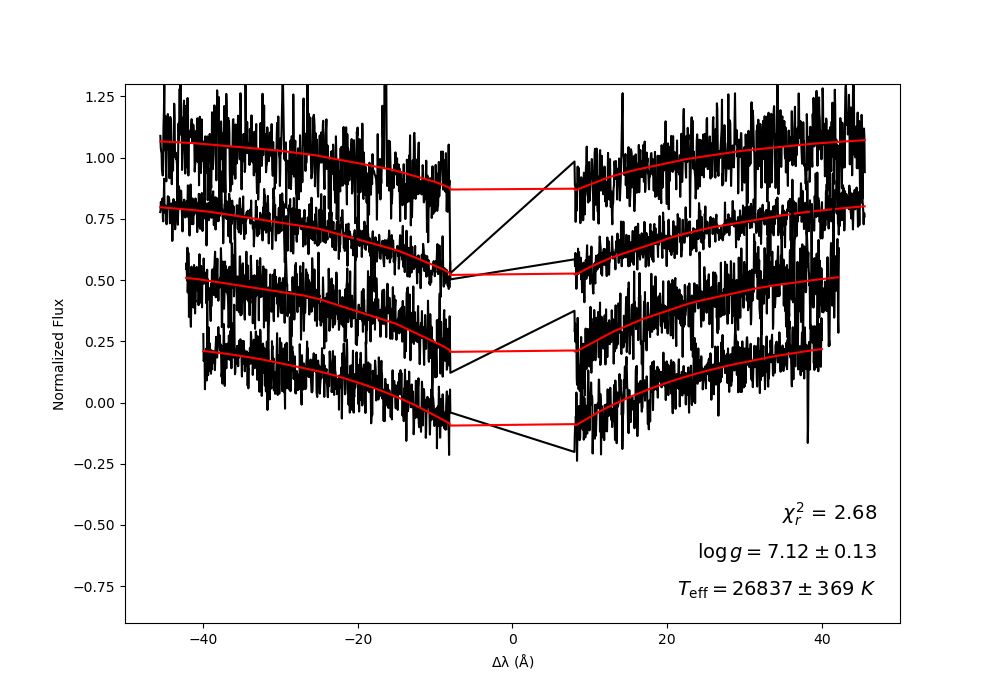 1.25
1.00
0.75
0.50
0.25
0.00
−0.25
−0.50
−0.75
Normalized Flux
χ²ᵣ = 2.68
log g = 7.12 ± 0.13
T_eff = 26837 ± 369 K
−40 −20 0 20 40
Δλ (Å)